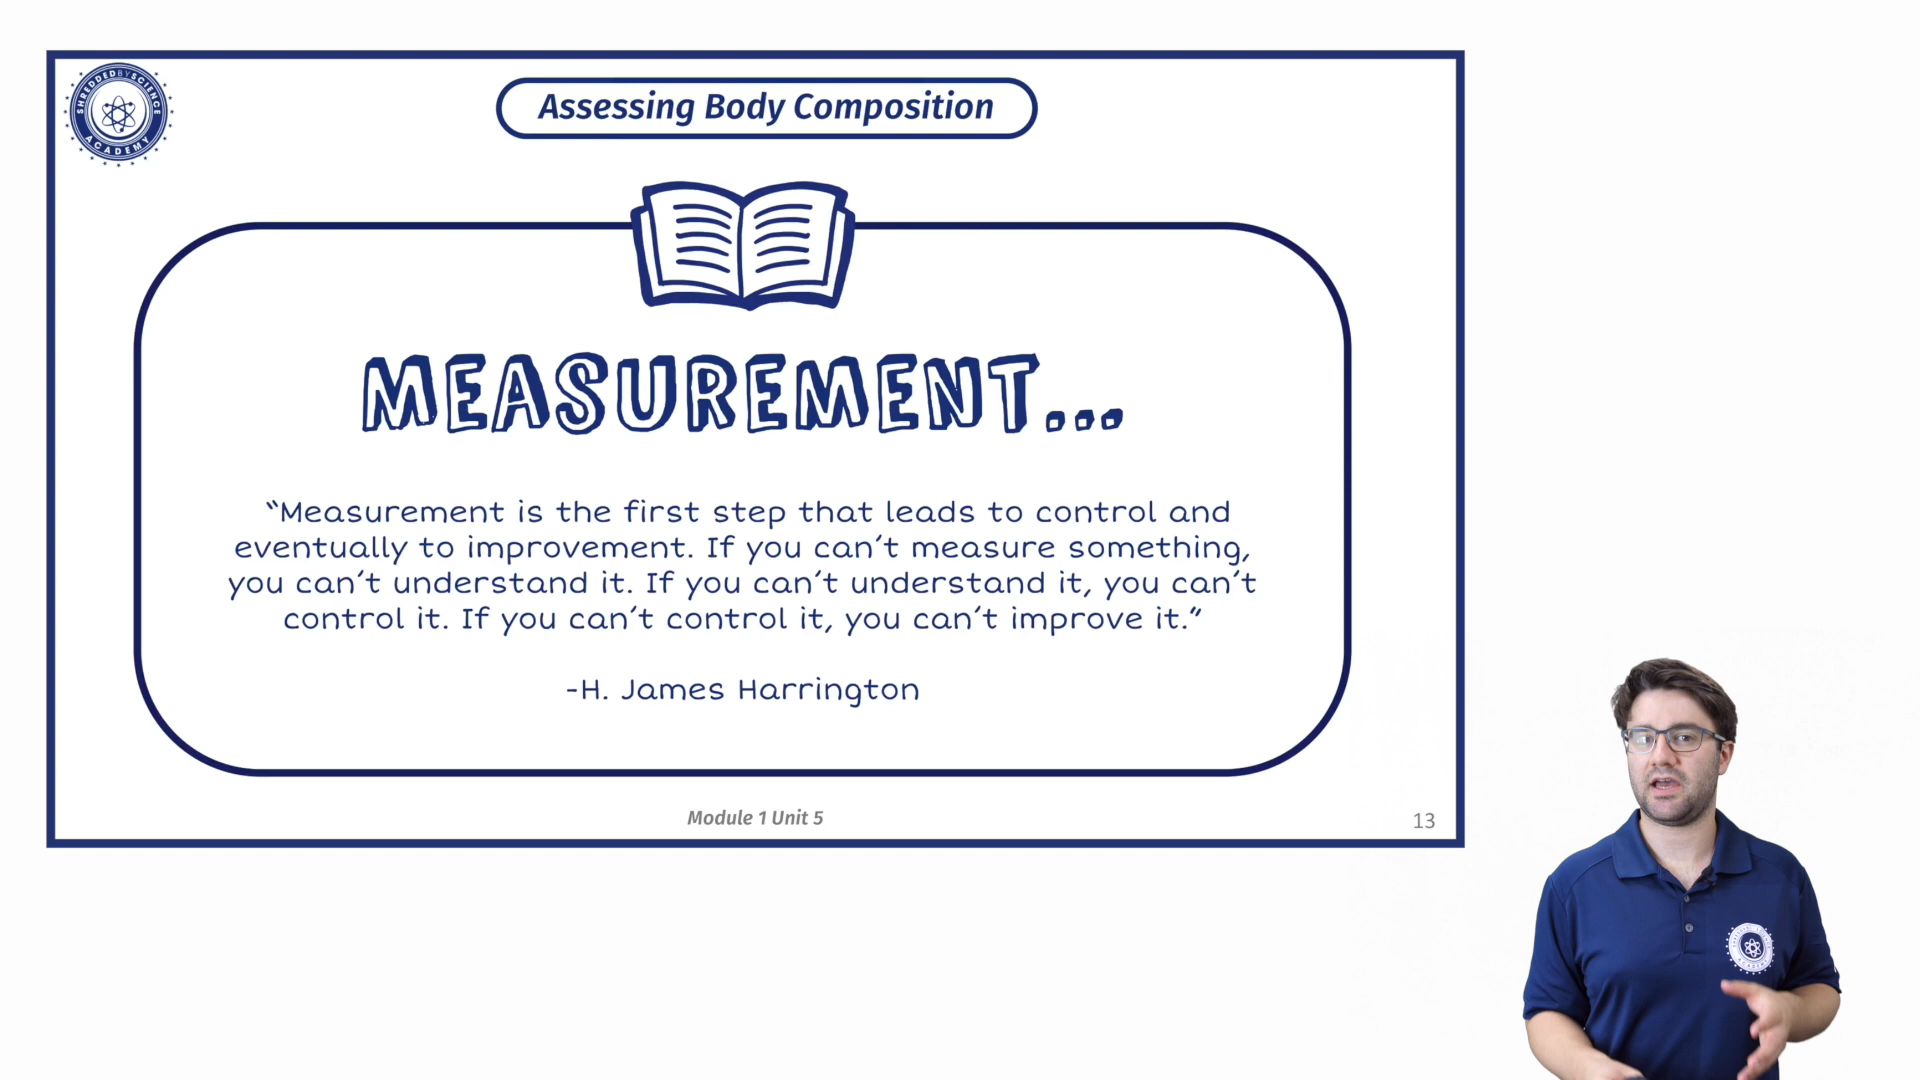 SHREDDEDBYSCIENCE
ACADEMY
Assessing Body Composition
MEASUREMENT...
“Measurement is the first step that leads to control and
eventually to improvement. If you can’t measure something,
you can’t understand it. If you can’t understand it, you can’t
control it. If you can’t control it, you can’t improve it.”
-H. James Harrington
Module 1 Unit 5
13